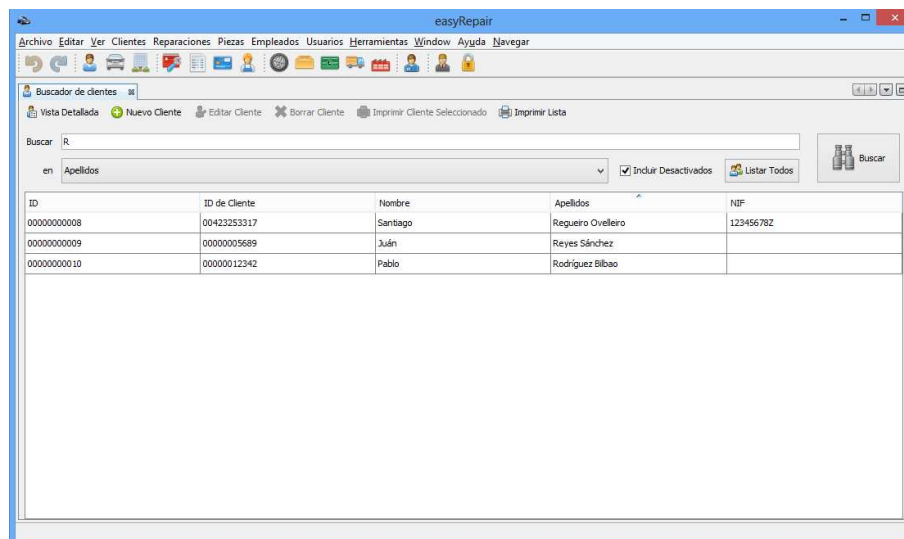 easyRepair
Archivo Editar Ver Clientes Reparaciones Piezas Empleados Usuarios Herramientas Window Ayuda Navegar
Buscador de clientes
Vista Detallada Nuevo Cliente Editar Cliente Borrar Cliente Imprimir Cliente Seleccionado Imprimir Lista
Buscar R
Buscar
en Apellidos Incluir Desactivados Listar Todos
ID ID de Cliente Nombre Apellidos NIF
00000000008 00423253317 Santiago Regueiro Ovelleiro 12345678Z
00000000009 00000005689 Juán Reyes Sánchez
00000000010 00000012342 Pablo Rodríguez Bilbao